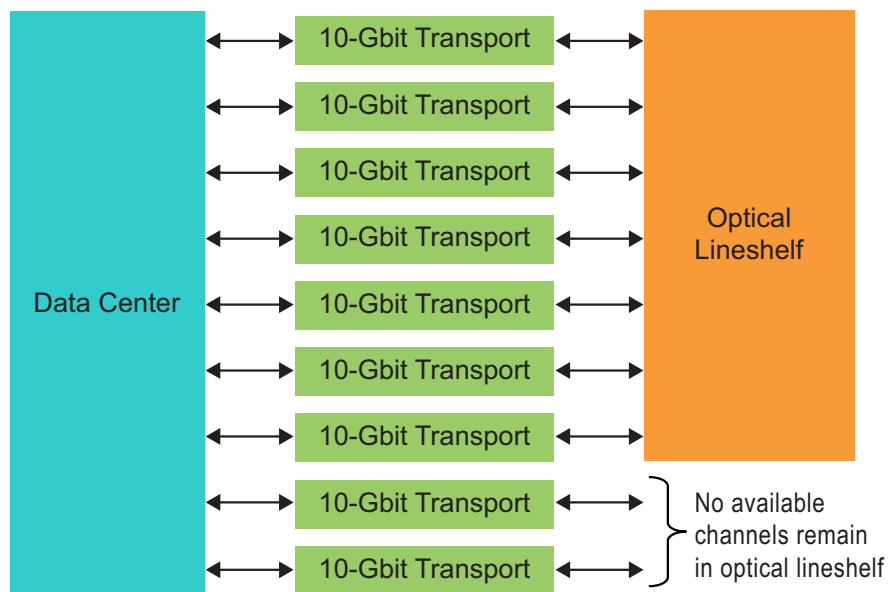 10-Gbit Transport
10-Gbit Transport
10-Gbit Transport
10-Gbit Transport
10-Gbit Transport
10-Gbit Transport
10-Gbit Transport
10-Gbit Transport
10-Gbit Transport
Data Center
Optical
Lineshelf
No available
channels remain
in optical lineshelf